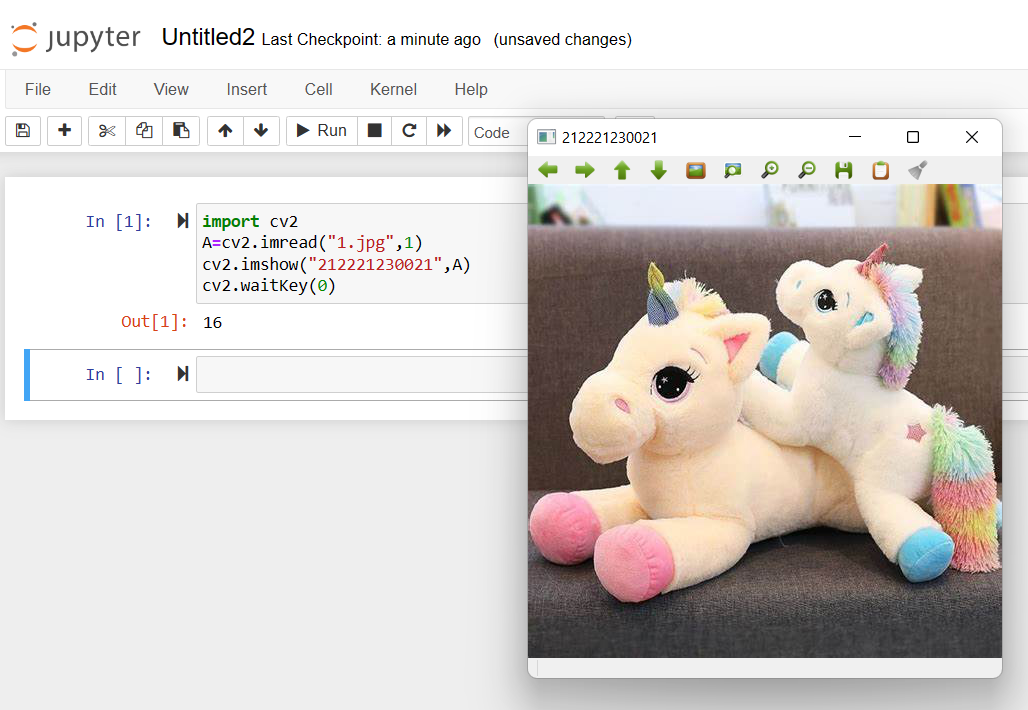 jupyter Untitled2 Last Checkpoint: a minute ago (unsaved changes)
File Edit View Insert Cell Kernel Help
Run Code
212221230021
In [1]: import cv2
A=cv2.imread("1.jpg",1)
cv2.imshow("212221230021",A)
cv2.waitKey(0)
Out[1]: 16
In [ ]: